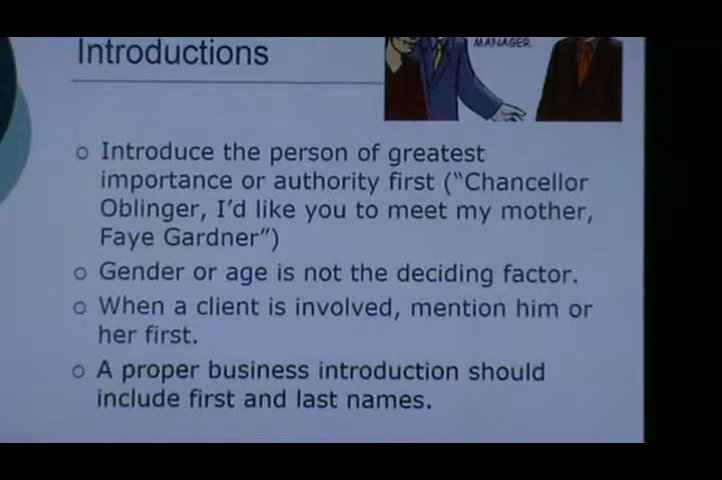 Introductions
MANAGER.
Introduce the person of greatest
importance or authority first (“Chancellor
Oblinger, I’d like you to meet my mother,
Faye Gardner”)
Gender or age is not the deciding factor.
When a client is involved, mention him or
her first.
A proper business introduction should
include first and last names.